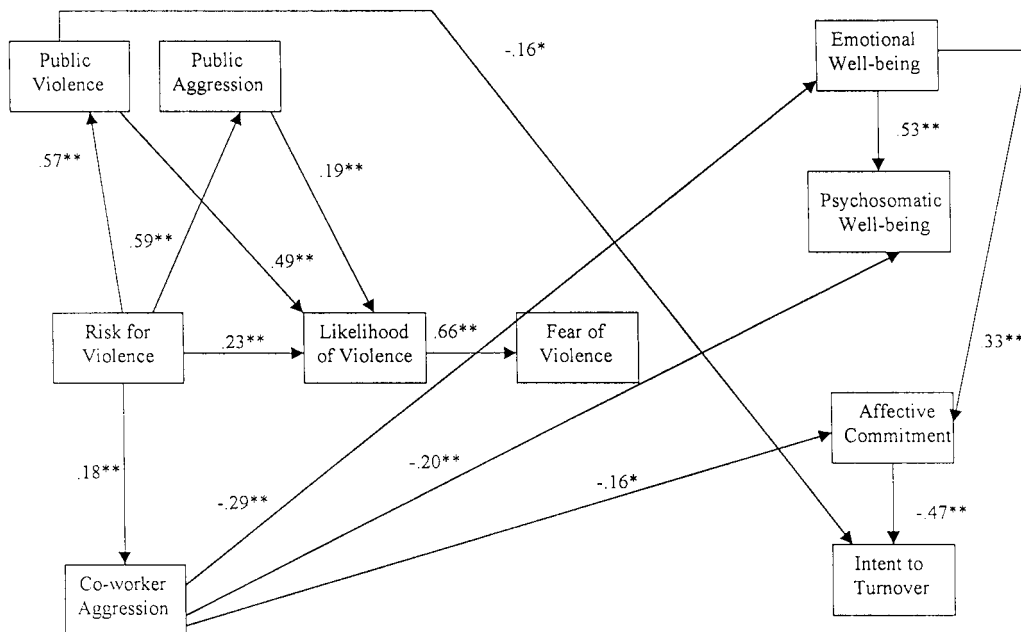 Public
Violence
Public
Aggression
-.16*
Emotional
Well-being
.57**
.19**
.53**
Psychosomatic
Well-being
.59**
.49**
Risk for
Violence
.23**
Likelihood
of Violence
.66**
Fear of
Violence
.33**
Affective
Commitment
.18**
-.29**
-.20**
-.16*
-.47**
Co-worker
Aggression
Intent to
Turnover